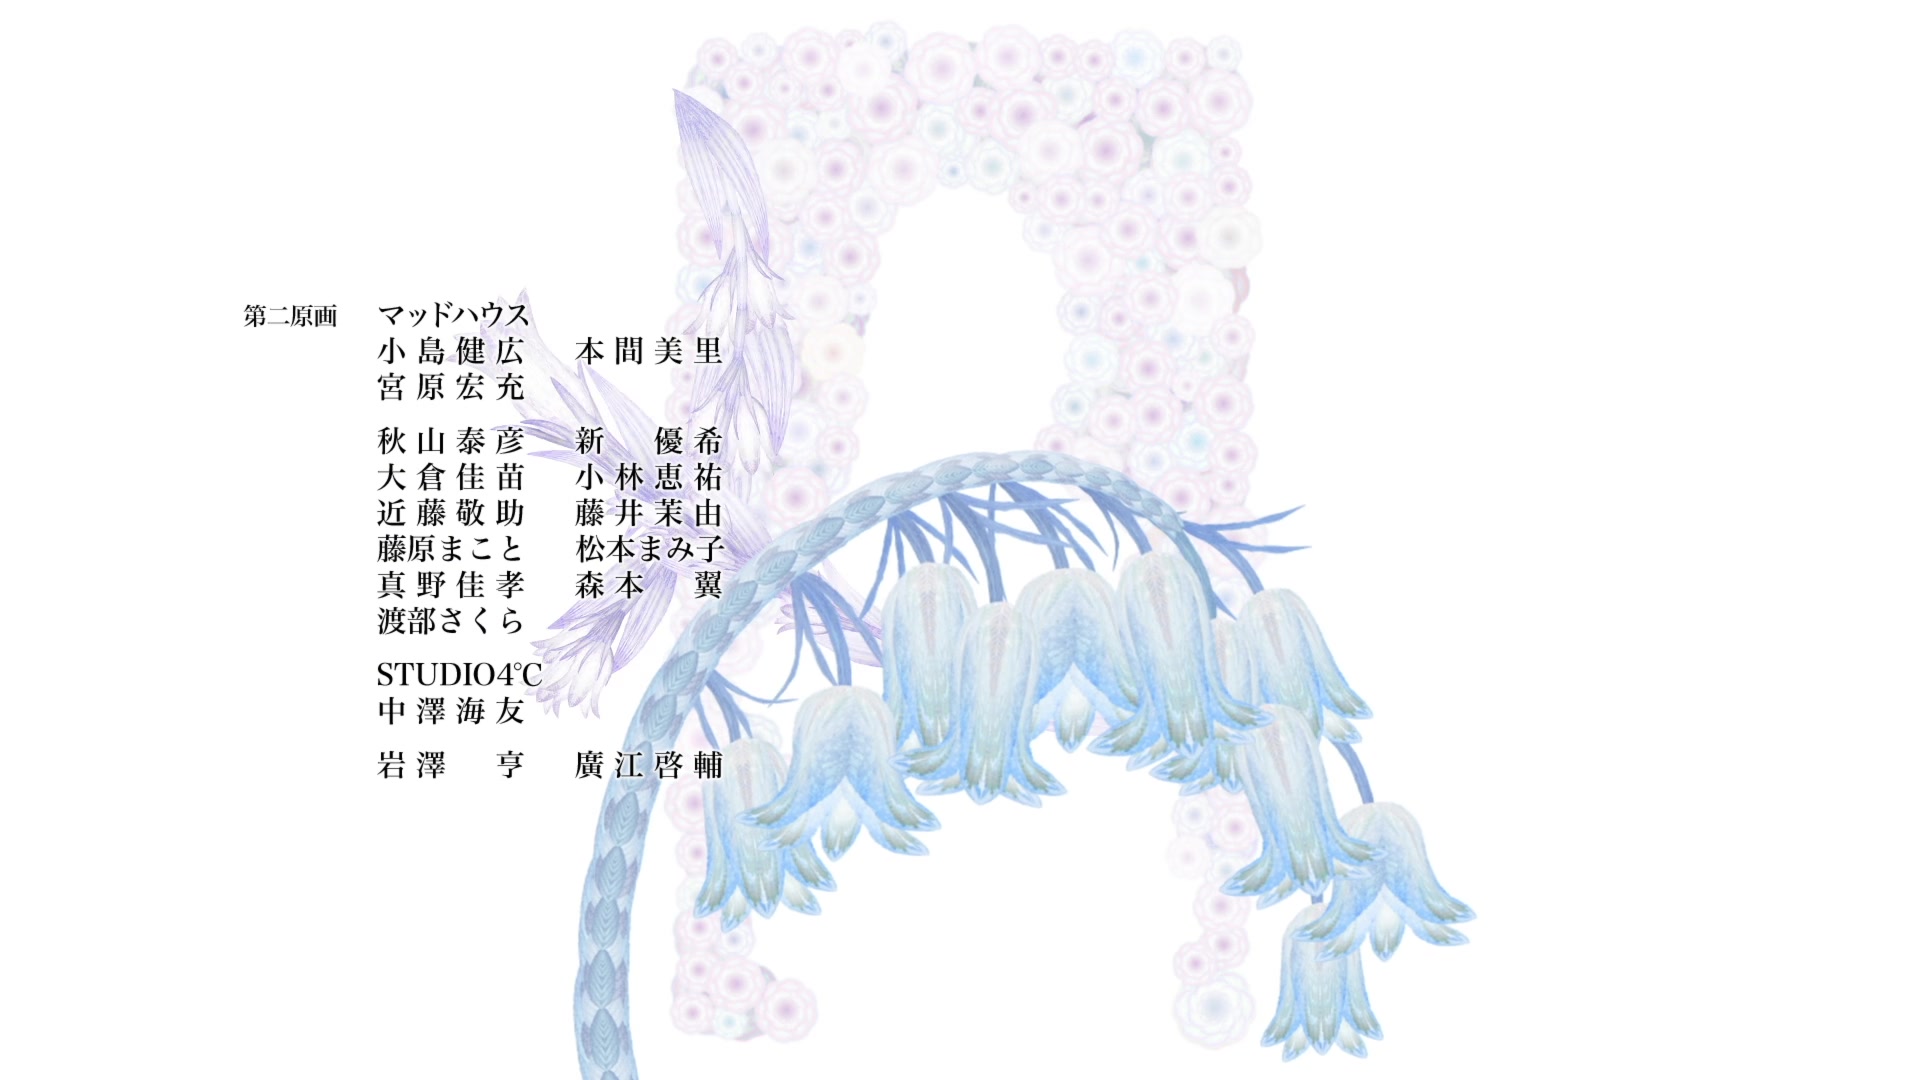 第二原画 マッドハウス
小島健広 本間美里
宮原宏充
秋山泰彦 新 優希
大倉佳苗 小林恵祐
近藤敬助 藤井茉由
藤原まこと 松本まみ子
真野佳孝 森本 翼
渡部さくら
STUDIO4℃
中澤海友
岩澤 亨 廣江啓輔